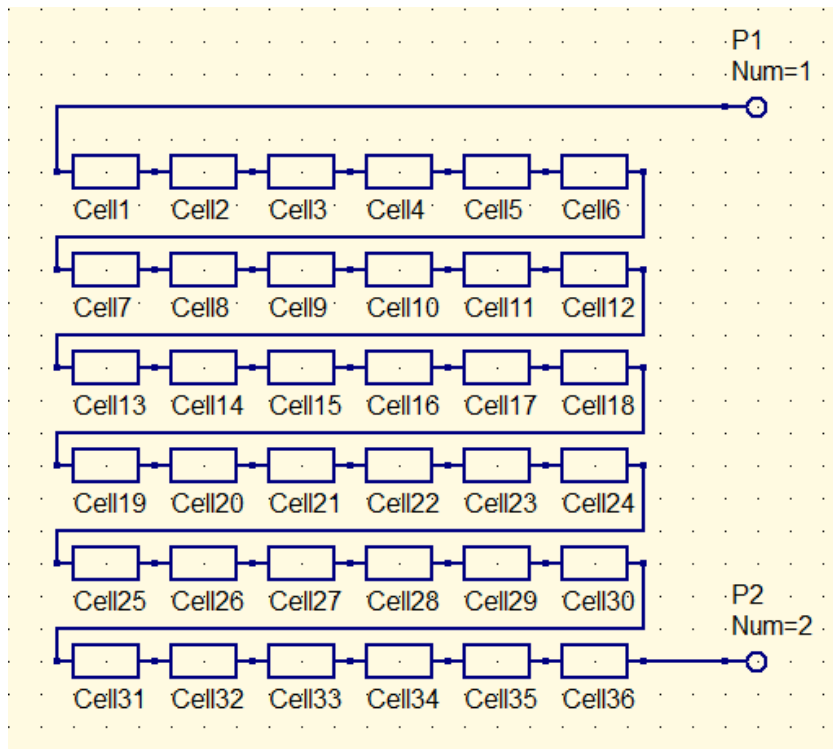 P1
Num=1
Cell1 Cell2 Cell3 Cell4 Cell5 Cell6
Cell7 Cell8 Cell9 Cell10 Cell11 Cell12
Cell13 Cell14 Cell15 Cell16 Cell17 Cell18
Cell19 Cell20 Cell21 Cell22 Cell23 Cell24
Cell25 Cell26 Cell27 Cell28 Cell29 Cell30
P2
Num=2
Cell31 Cell32 Cell33 Cell34 Cell35 Cell36